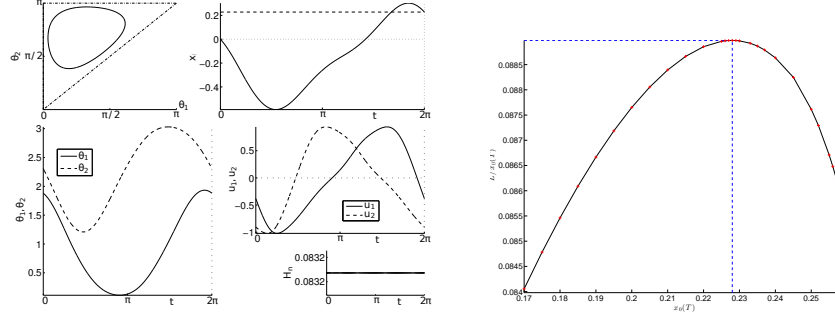 π
θ₂
π/2
0
π/2
π
θ₁
0.2
0
−0.2
−0.4
xᵢ
0
π
t
2π
3
2.5
2
1.5
1
0.5
θ₁,θ₂
θ₁
θ₂
0
π
t
2π
0.5
0
−0.5
−1
u₁, u₂
u₁
u₂
0
π
t
2π
0.0832
0.0832
Hₙ
0
π
t
2π
0.0885
0.088
0.0875
0.087
0.0865
0.086
0.0855
0.085
0.0845
0.084
0.17
0.18
0.19
0.2
0.21
0.22
0.23
0.24
0.25
x₀(T)